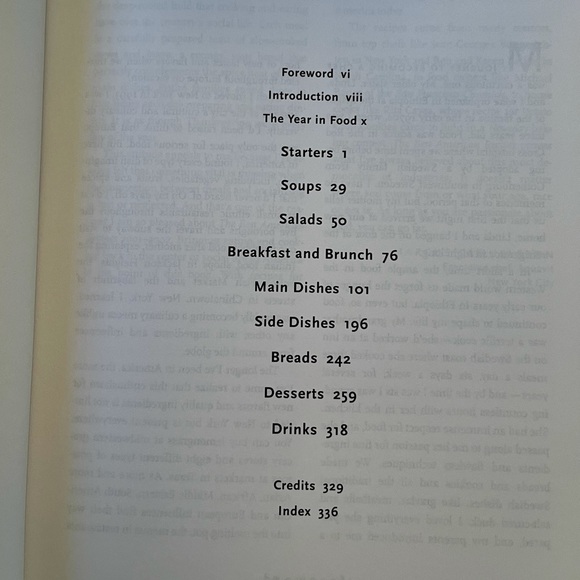 Foreword vi
Introduction viii
The Year in Food x
Starters 1
Soups 29
Salads 50
Breakfast and Brunch 76
Main Dishes 101
Side Dishes 196
Breads 242
Desserts 259
Drinks 318
Credits 329
Index 336